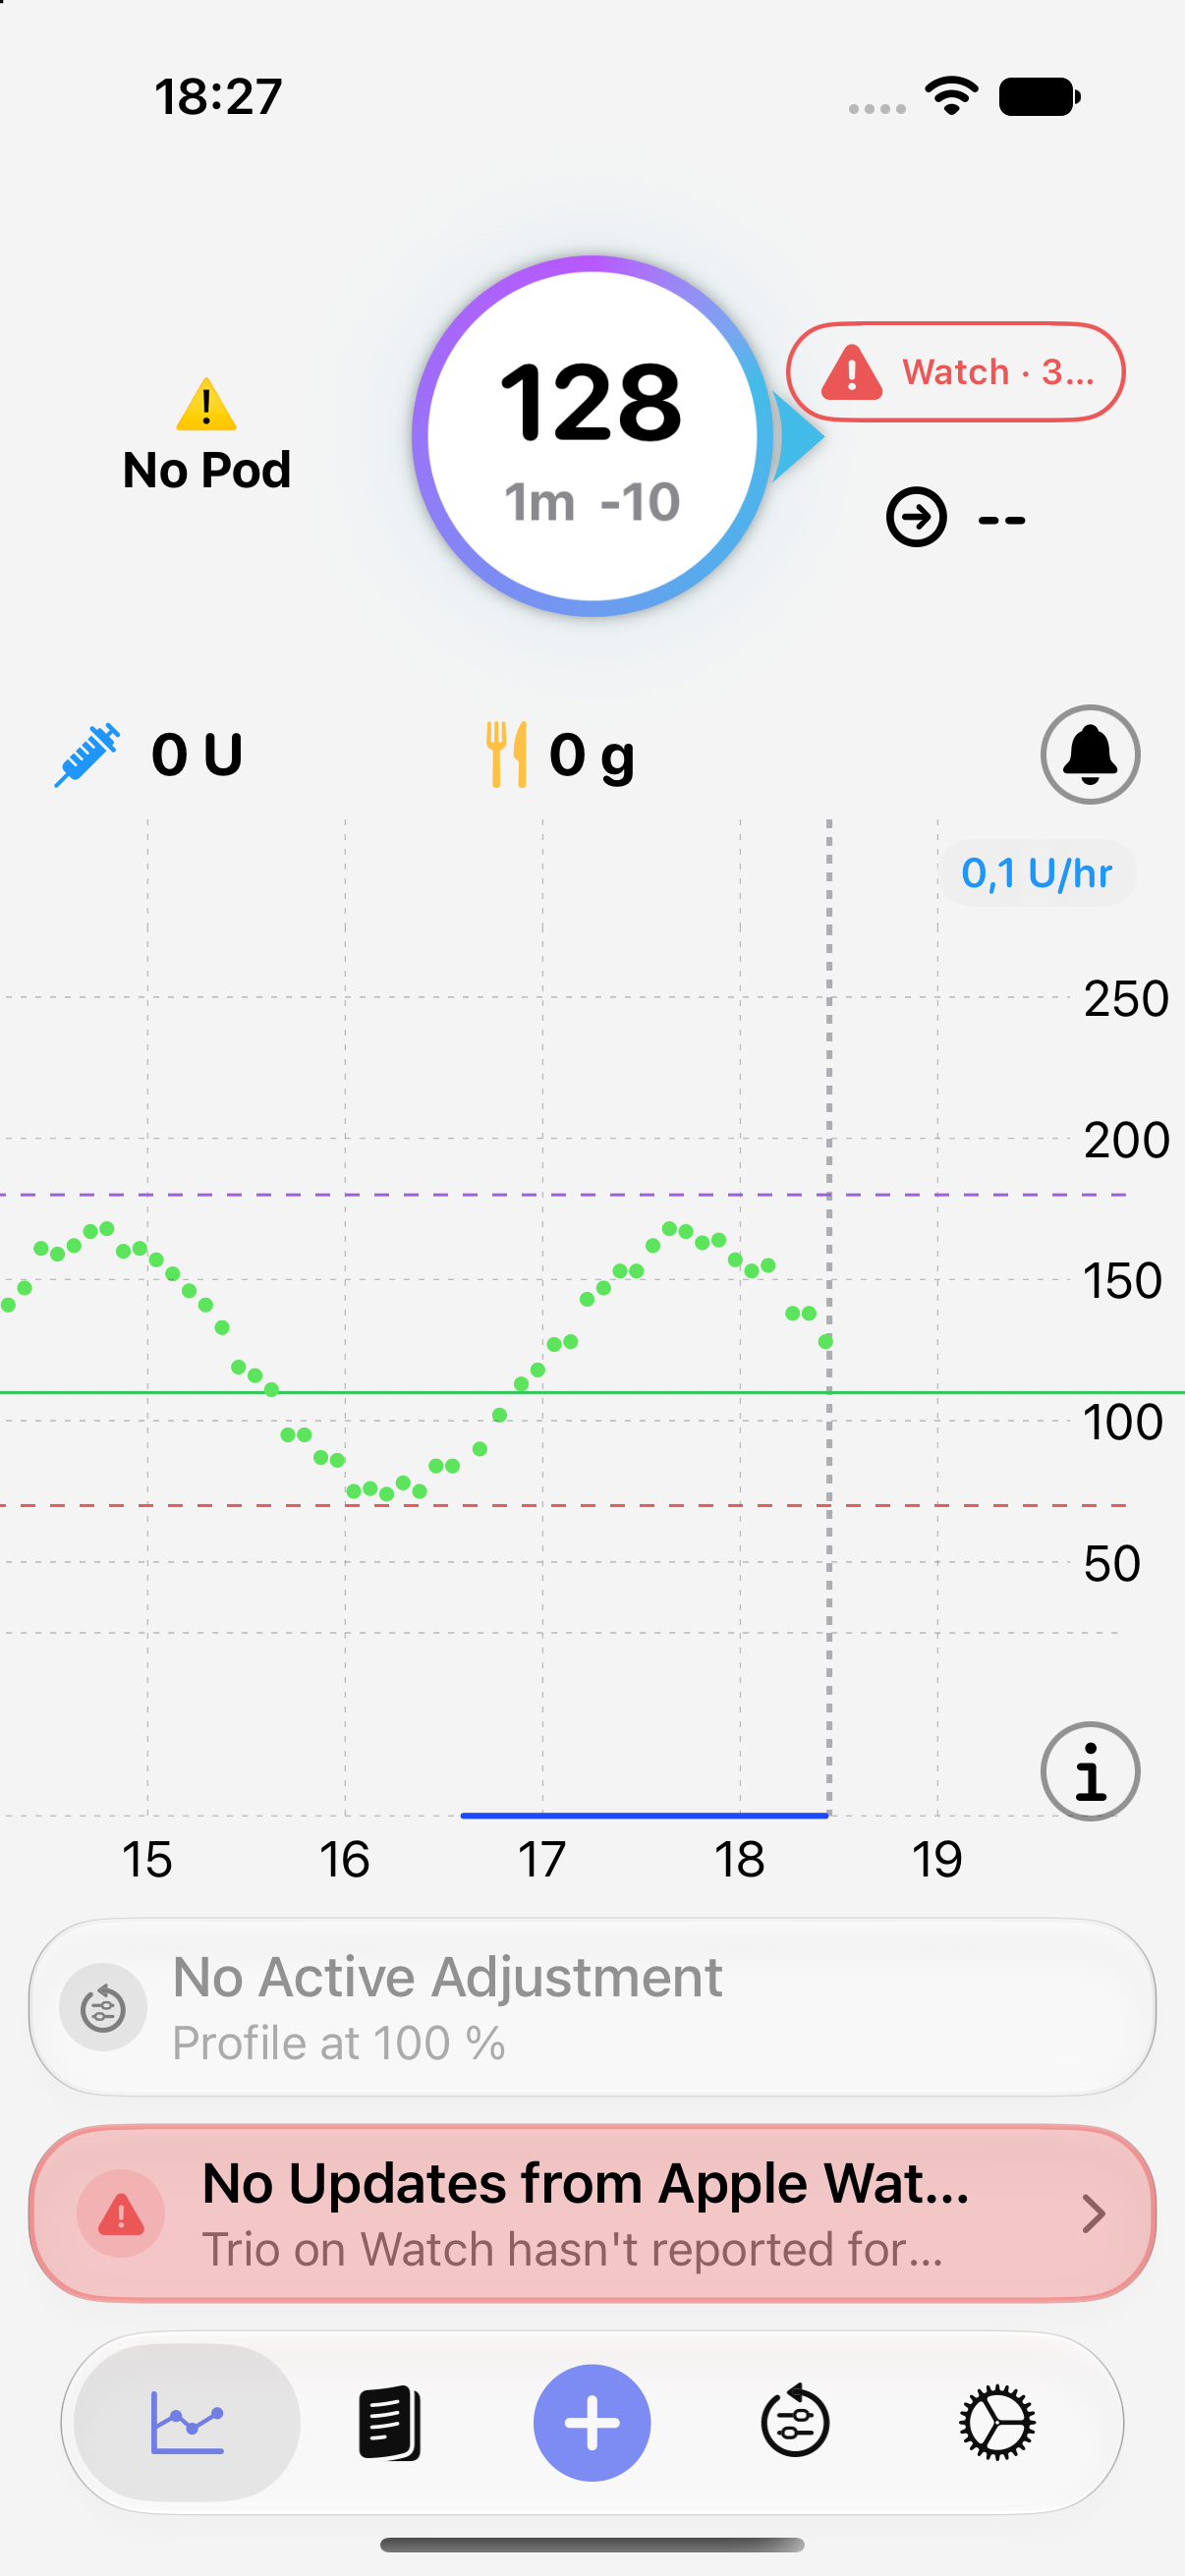 18:27
Watch · 3...
No Pod
128
1m -10
--
0 U
0 g
0,1 U/hr
250
200
150
100
50
15 16 17 18 19
No Active Adjustment
Profile at 100 %
No Updates from Apple Wat...
Trio on Watch hasn't reported for...